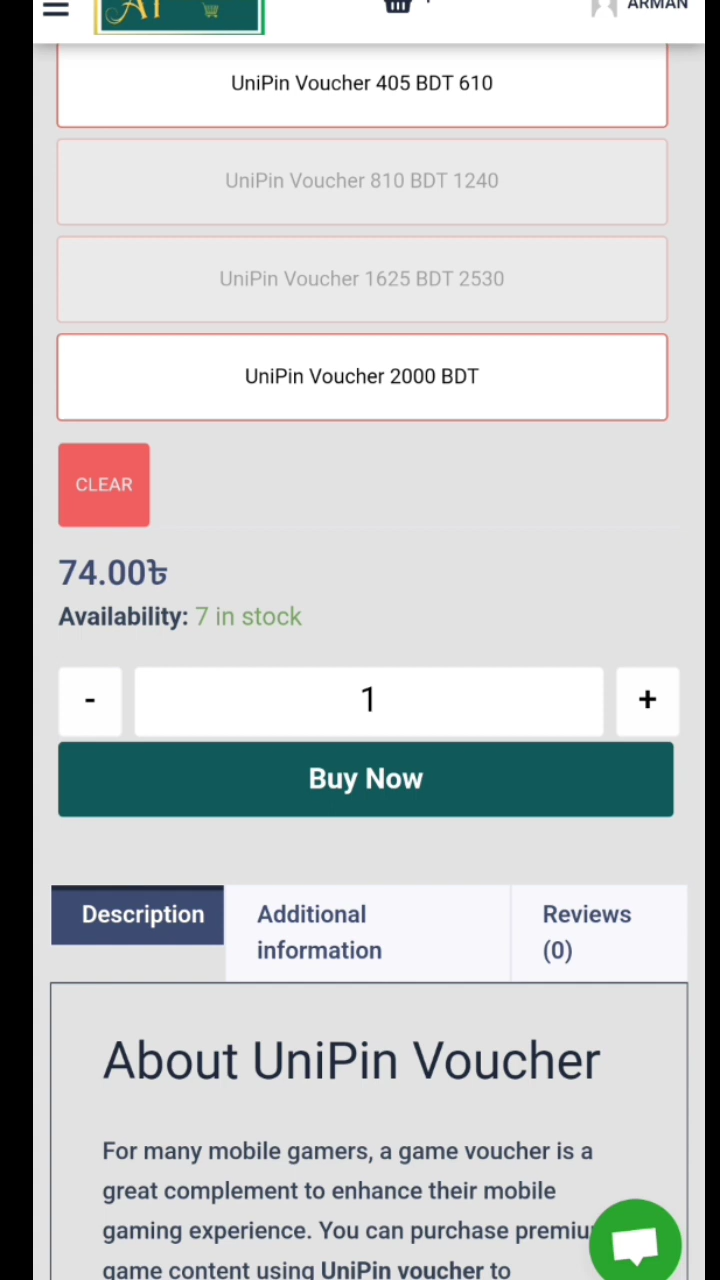 ARMAN
UniPin Voucher 405 BDT 610
UniPin Voucher 810 BDT 1240
UniPin Voucher 1625 BDT 2530
UniPin Voucher 2000 BDT
CLEAR
74.00৳
Availability: 7 in stock
- 1 +
Buy Now
Description
Additional
information
Reviews
(0)
About UniPin Voucher
For many mobile gamers, a game voucher is a
great complement to enhance their mobile
gaming experience. You can purchase
game content using UniPin voucher to